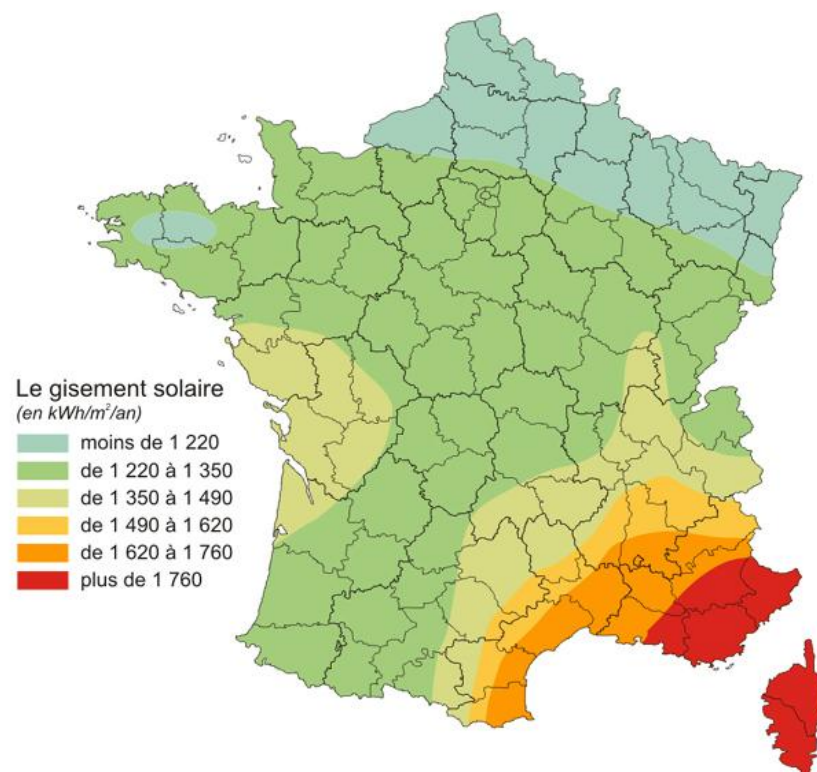 Le gisement solaire
(en kWh/m²/an)
moins de 1 220
de 1 220 à 1 350
de 1 350 à 1 490
de 1 490 à 1 620
de 1 620 à 1 760
plus de 1 760